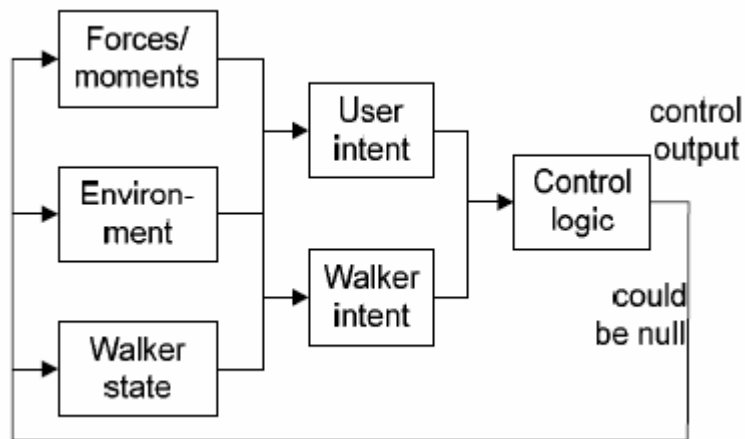 Forces/
moments
Environ-
ment
Walker
state
User
intent
Walker
intent
Control
logic
control
output
could
be null